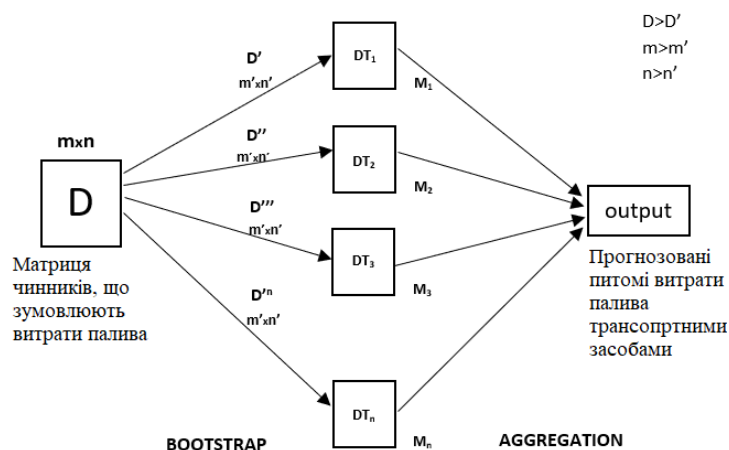 D>D'
m>m'
n>n'
D'
m'xn'
DT1
M1
mxn
D
D''
m'xn'
DT2
M2
D'''
m'xn'
DT3
M3
output
Матриця
чинників, що
зумовлюють
витрати палива
Прогнозовані
питомі витрати
палива
трансопртними
засобами
D'n
m'xn'
DTn
Mn
BOOTSTRAP
AGGREGATION